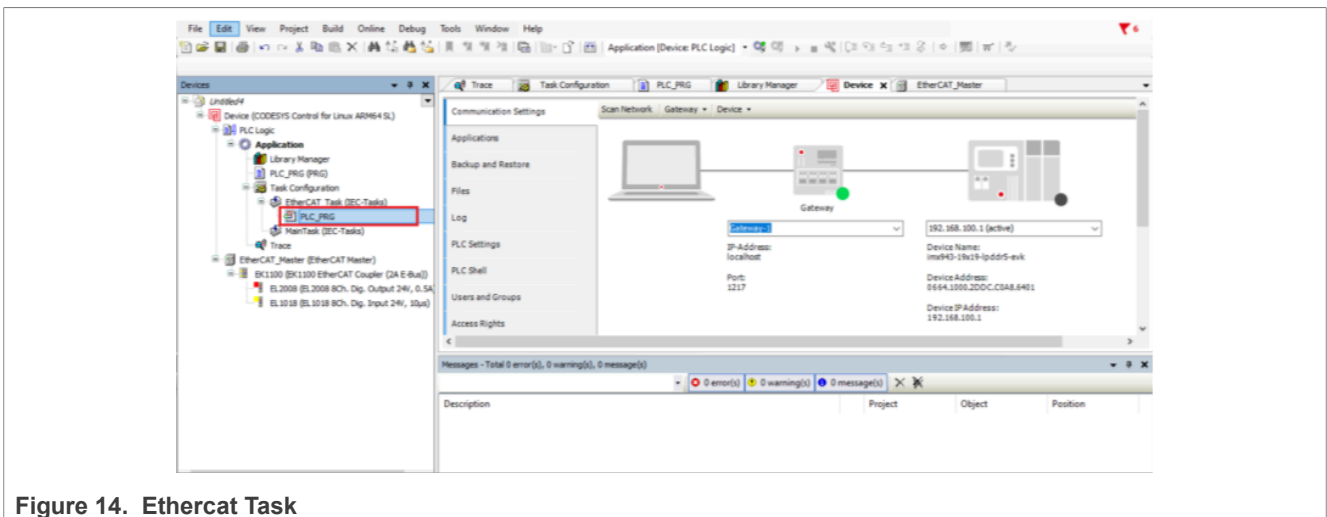 File Edit View Project Build Online Debug Tools Window Help
6
Application [Device: PLC Logic]
Devices
Trace Task Configuration PLC_PRG Library Manager Device EtherCAT_Master
Untitled4
Device (CODESYS Control for Linux ARM64 SL)
PLC Logic
Application
Library Manager
PLC_PRG (PRG)
Task Configuration
EtherCAT_Task (IEC-Tasks)
PLC_PRG
MainTask (IEC-Tasks)
Trace
EtherCAT_Master (EtherCAT Master)
EK1100 (EK1100 EtherCAT Coupler (2A E-Bus))
EL2008 (EL2008 8Ch. Dig. Output 24V, 0.5A
EL1018 (EL1018 8Ch. Dig. Input 24V, 10µs)
Communication Settings
Applications
Backup and Restore
Files
Log
PLC Settings
PLC Shell
Users and Groups
Access Rights
Scan Network Gateway Device
Gateway
Gateway-1
IP-Address:
localhost
Port:
1217
192.168.100.1 (active)
Device Name:
imx943-19x19-lpddr5-evk
Device Address:
0664.1000.2DDC.C0A8.6401
Device IP Address:
192.168.100.1
Messages - Total 0 error(s), 0 warning(s), 0 message(s)
0 error(s) 0 warning(s) 0 message(s)
Description Project Object Position
Figure 14. Ethercat Task